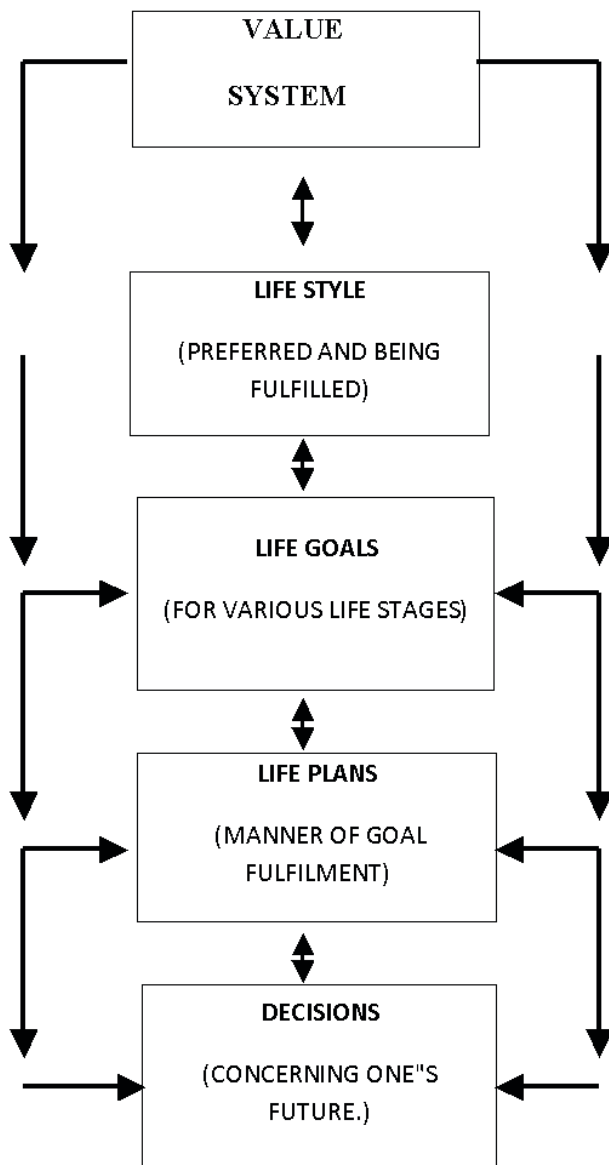 VALUE
SYSTEM
LIFE STYLE
(PREFERRED AND BEING
FULFILLED)
LIFE GOALS
(FOR VARIOUS LIFE STAGES)
LIFE PLANS
(MANNER OF GOAL
FULFILMENT)
DECISIONS
(CONCERNING ONE"S
FUTURE.)